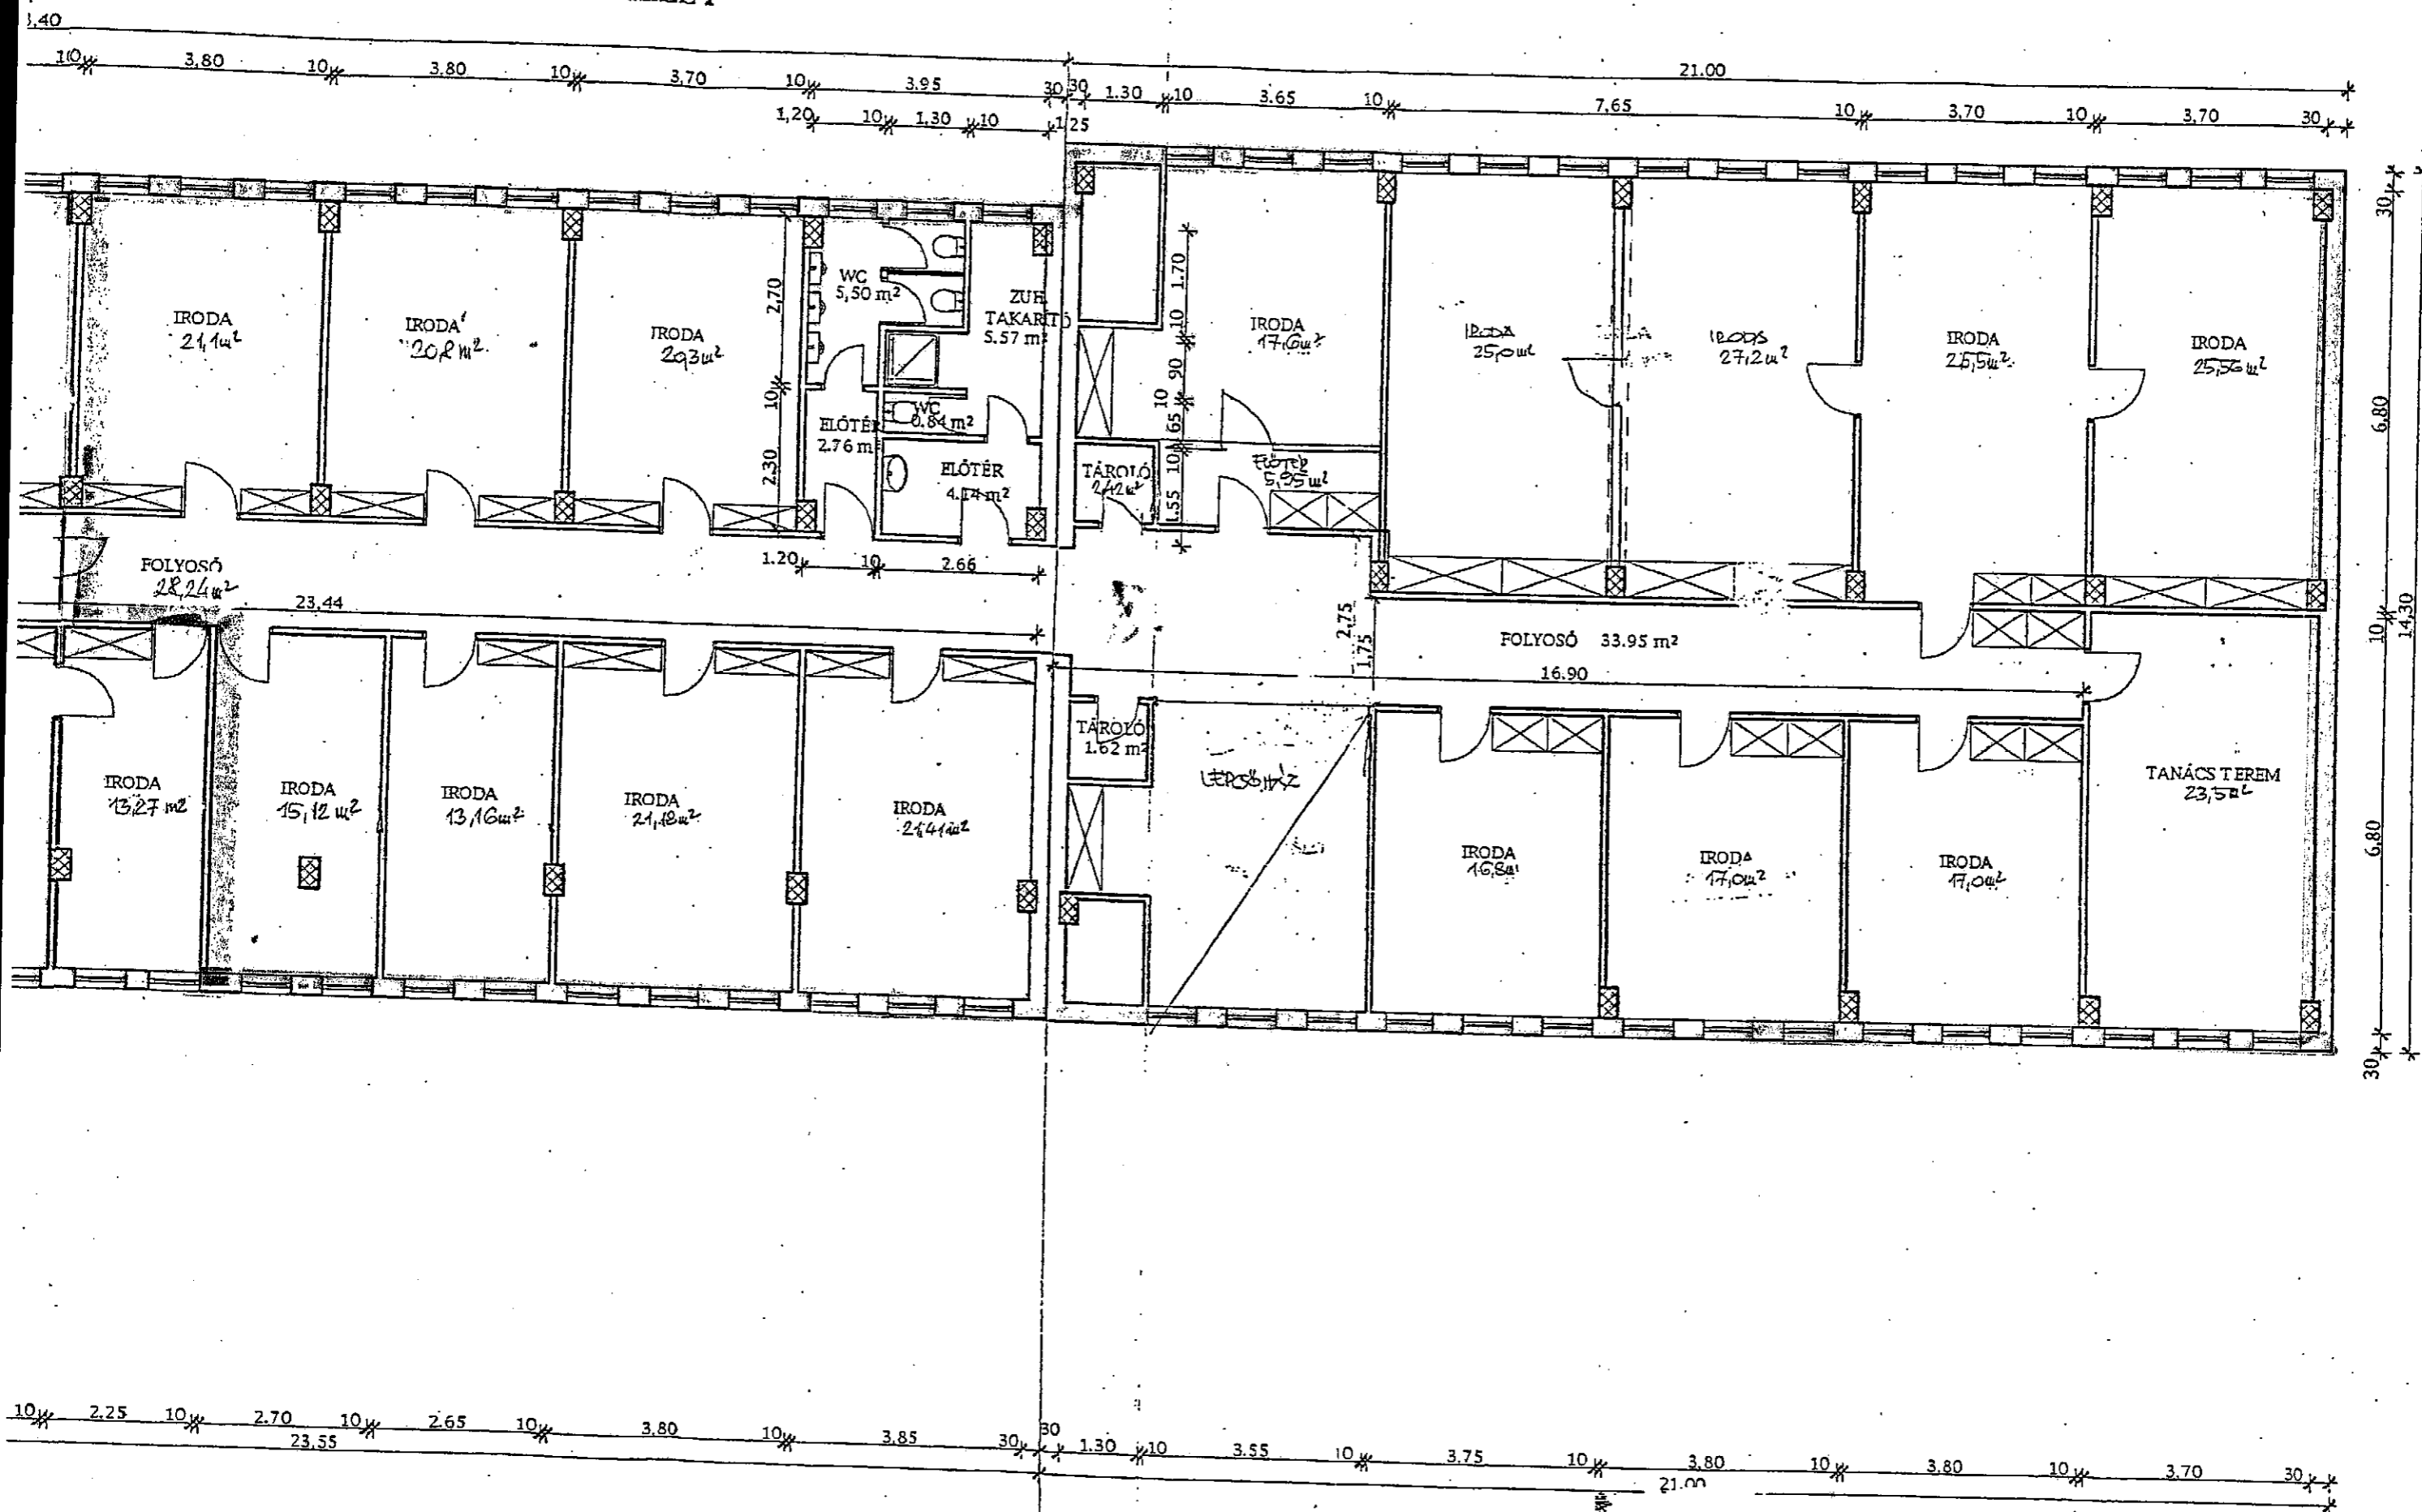 3,40
21.00
10 3,80 10 3,80 10 3,70 10 3.95 30 30 1.30 10 3.65 10 7,65 10 3,70 10 3,70 30
1,20 10 1,30 10 1,25
IRODA
21,1m²
IRODA
20,8 m²
IRODA
20,3m²
WC
5,50 m²
ZUH.
TAKARÍTÓ
5.57 m²
WC
0.84 m²
ELŐTÉR
2.76 m²
ELŐTÉR
4.14 m²
2,70
10
2,30
IRODA
17,6m²
1.70
10
90
10
65
10
1.55
TÁROLÓ
2,42m²
ELŐTÉR
5,95m²
IRODA
25,0m²
IRODA
27,2m²
IRODA
25,5m²
IRODA
25,56m²
30
6,80
10
14,30
6,80
30
FOLYOSÓ
28,24m²
23,44
1.20 10 2.66
2,75
1,75
FOLYOSÓ 33.95 m²
16.90
IRODA
13,27 m2
IRODA
15,12 m²
IRODA
13,16m²
IRODA
21,18m²
IRODA
21,41m²
TÁROLÓ
1.62 m²
LÉPCSŐHÁZ
IRODA
16,8m²
IRODA
17,0m²
IRODA
17,0m²
TANÁCSTEREM
23,5m²
10 2.25 10 2.70 10 2.65 10 3.80 10 3.85 30 30 1.30 10 3.55 10 3.75 10 3,80 10 3.80 10 3.70 30
23.55
21.00